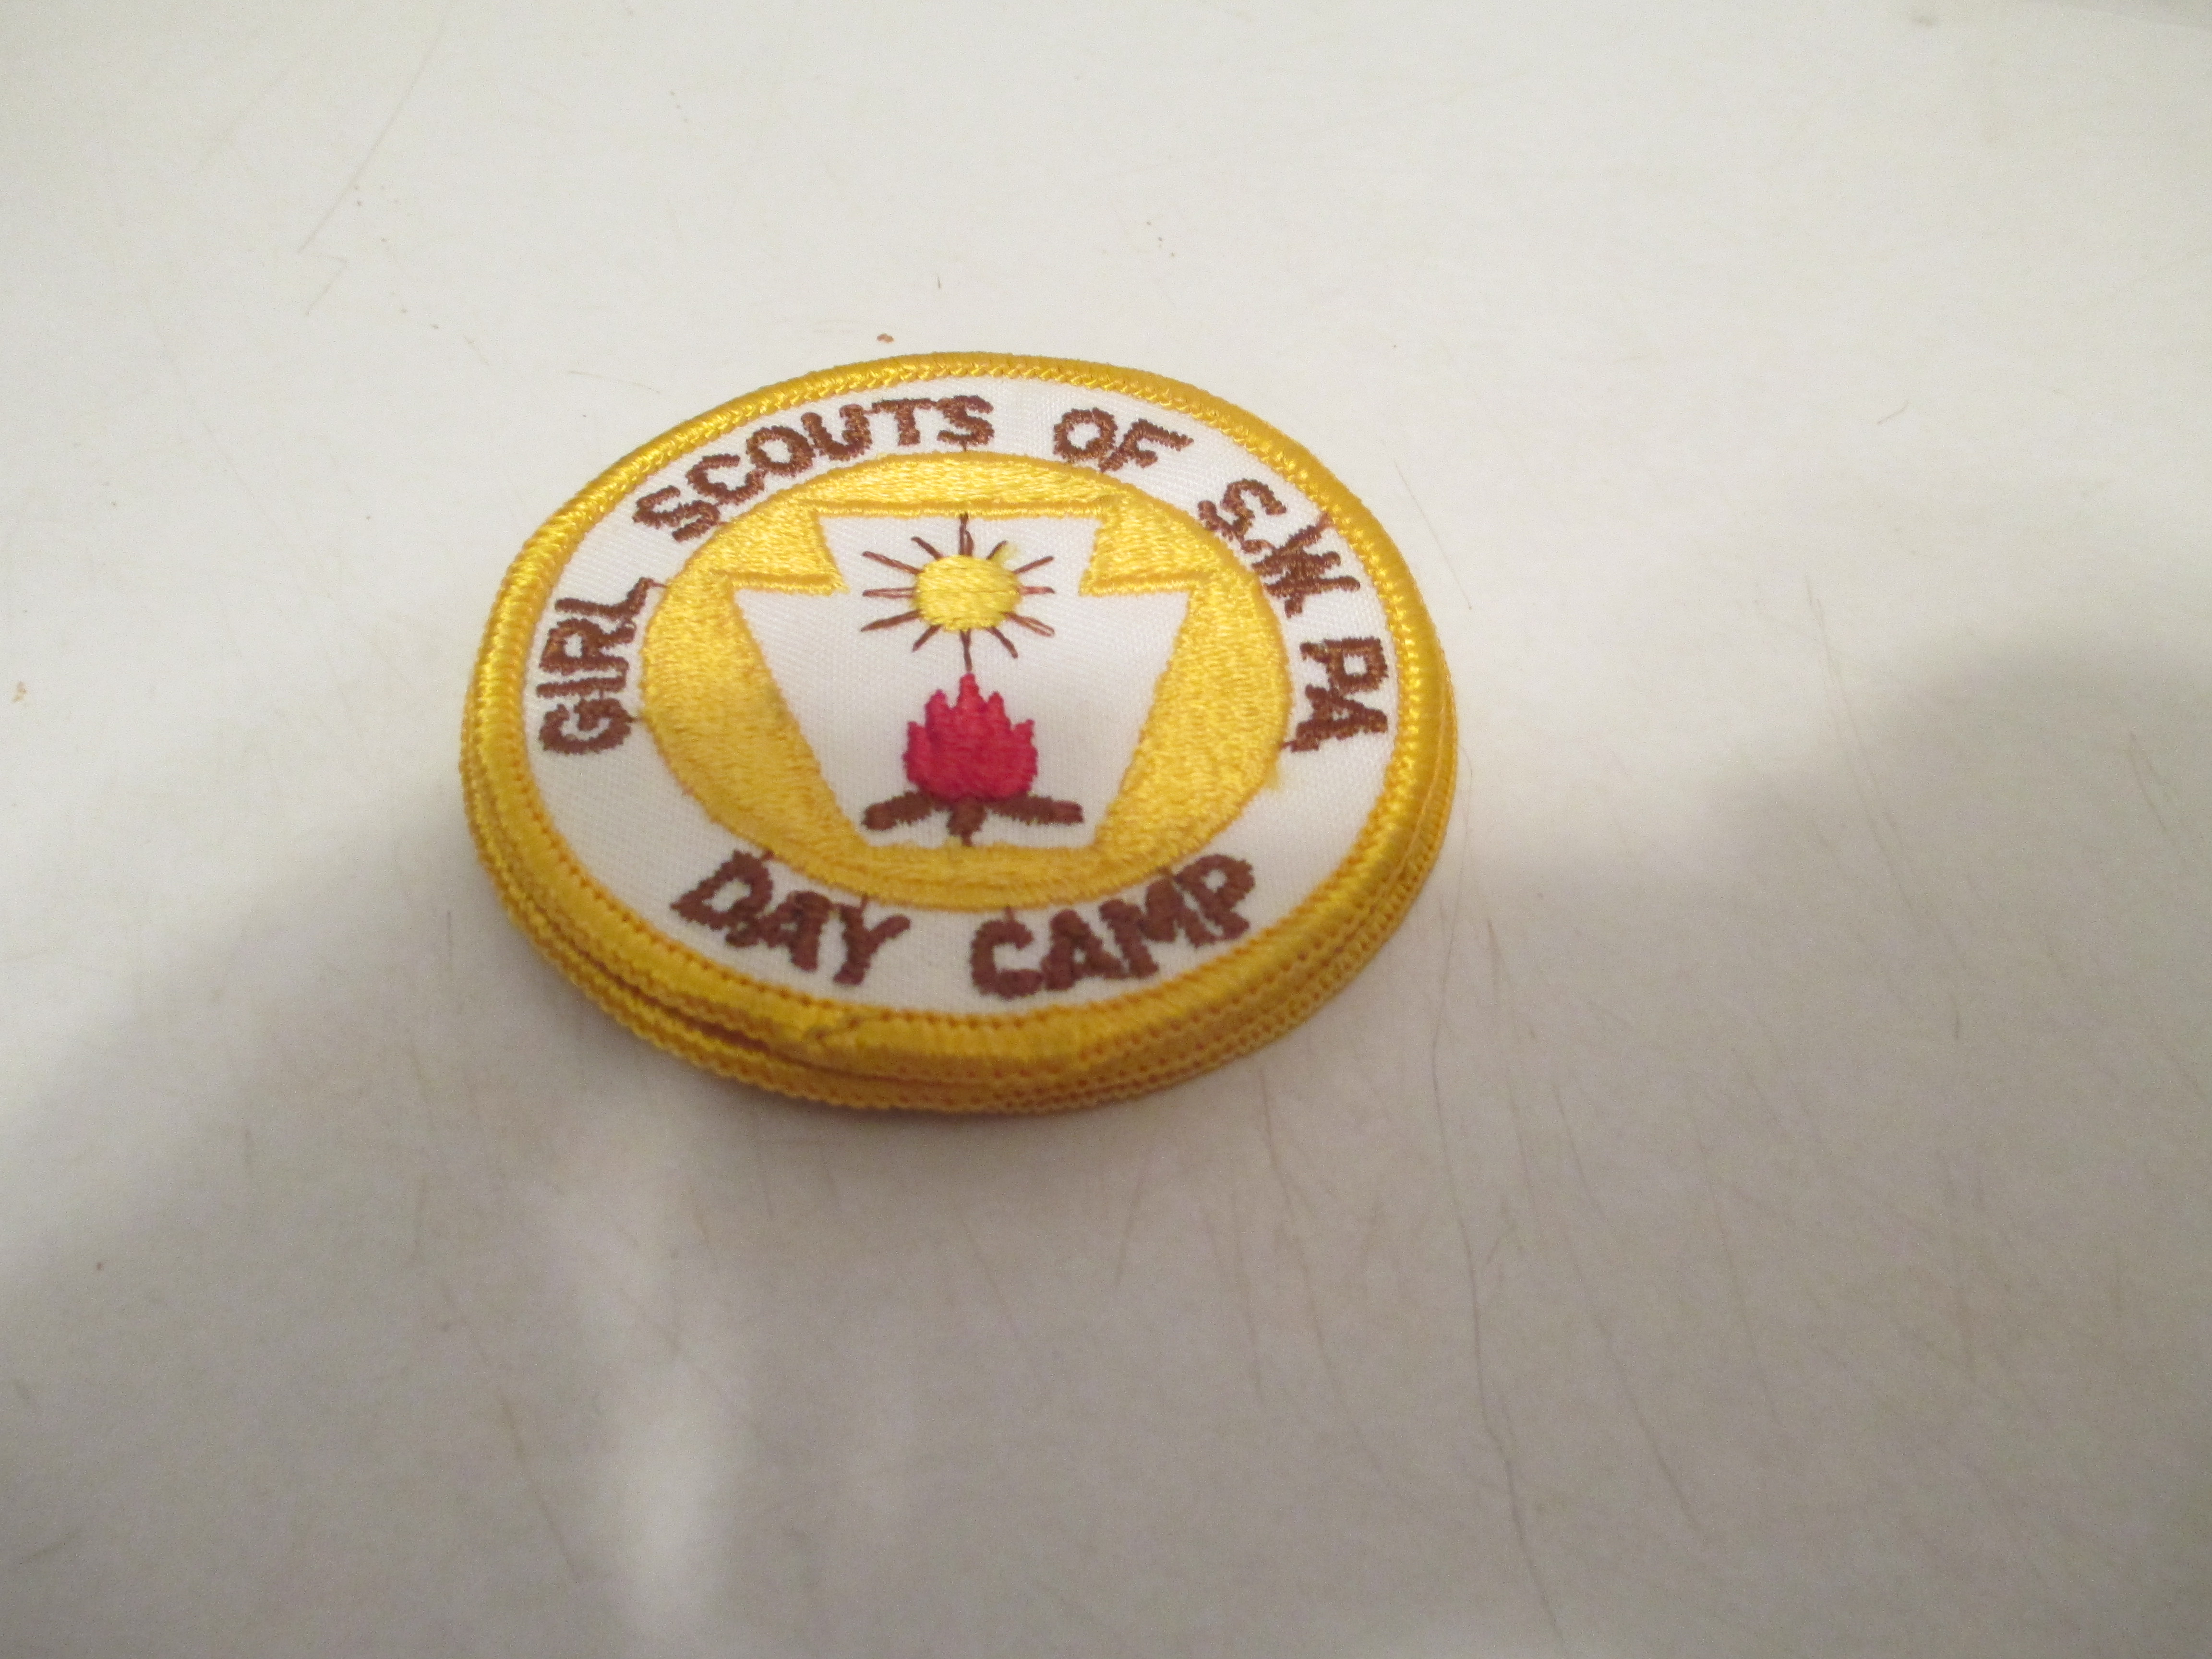 GIRL SCOUTS OF S.W. PA
DAY CAMP